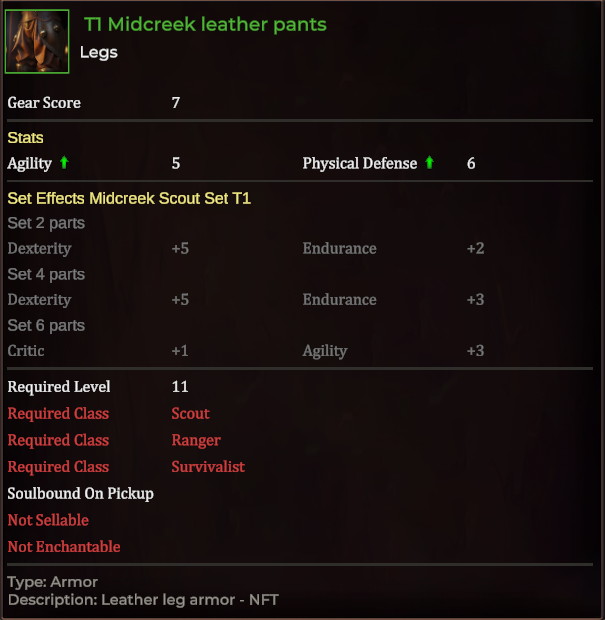 T1 Midcreek leather pants
Legs
Gear Score 7
Stats
Agility 5 Physical Defense 6
Set Effects Midcreek Scout Set T1
Set 2 parts
Dexterity +5 Endurance +2
Set 4 parts
Dexterity +5 Endurance +3
Set 6 parts
Critic +1 Agility +3
Required Level 11
Required Class Scout
Required Class Ranger
Required Class Survivalist
Soulbound On Pickup
Not Sellable
Not Enchantable
Type: Armor
Description: Leather leg armor - NFT